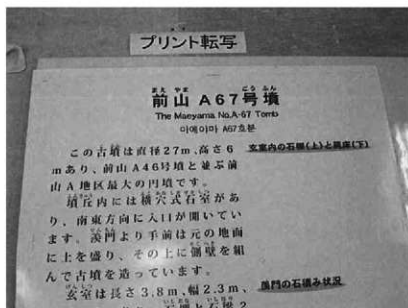 プリント転写
まえ やま ごう ふん
前山 A67号墳
The Maeyama No.A-67 Tomb
마에야마 A67호분
この古墳は直径27m、高さ6
mあり、前山A46号墳と並ぶ前
山A地区最大の円墳です。
墳丘内には横穴式石室があ
り、南東方向に入口が開いてい
ます。羨門より手前は元の地面
に土を盛り、その上に側壁を組
んで古墳を造っています。
玄室は長さ3.8m、幅2.3m、
玄室内の石棚(上)と屍床(下)
羨門の石積み状況